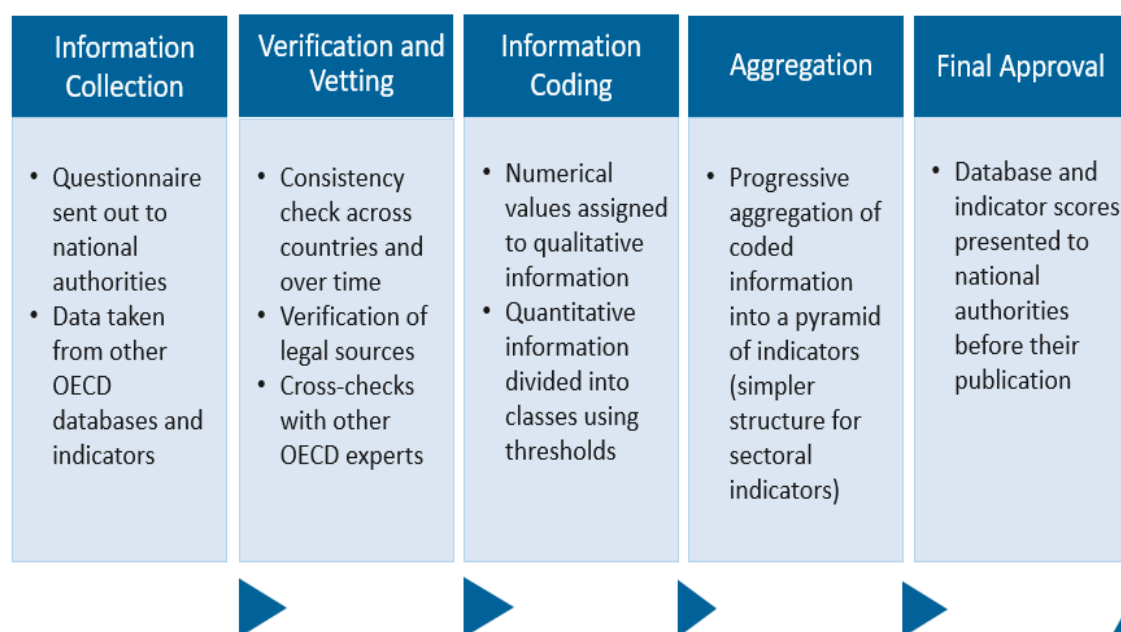 Information
Collection
• Questionnaire
sent out to
national
authorities
• Data taken
from other
OECD
databases and
indicators
Verification and
Vetting
• Consistency
check across
countries and
over time
• Verification of
legal sources
• Cross-checks
with other
OECD experts
Information
Coding
• Numerical
values assigned
to qualitative
information
• Quantitative
information
divided into
classes using
thresholds
Aggregation
• Progressive
aggregation of
coded
information
into a pyramid
of indicators
(simpler
structure for
sectoral
indicators)
Final Approval
• Database and
indicator scores
presented to
national
authorities
before their
publication